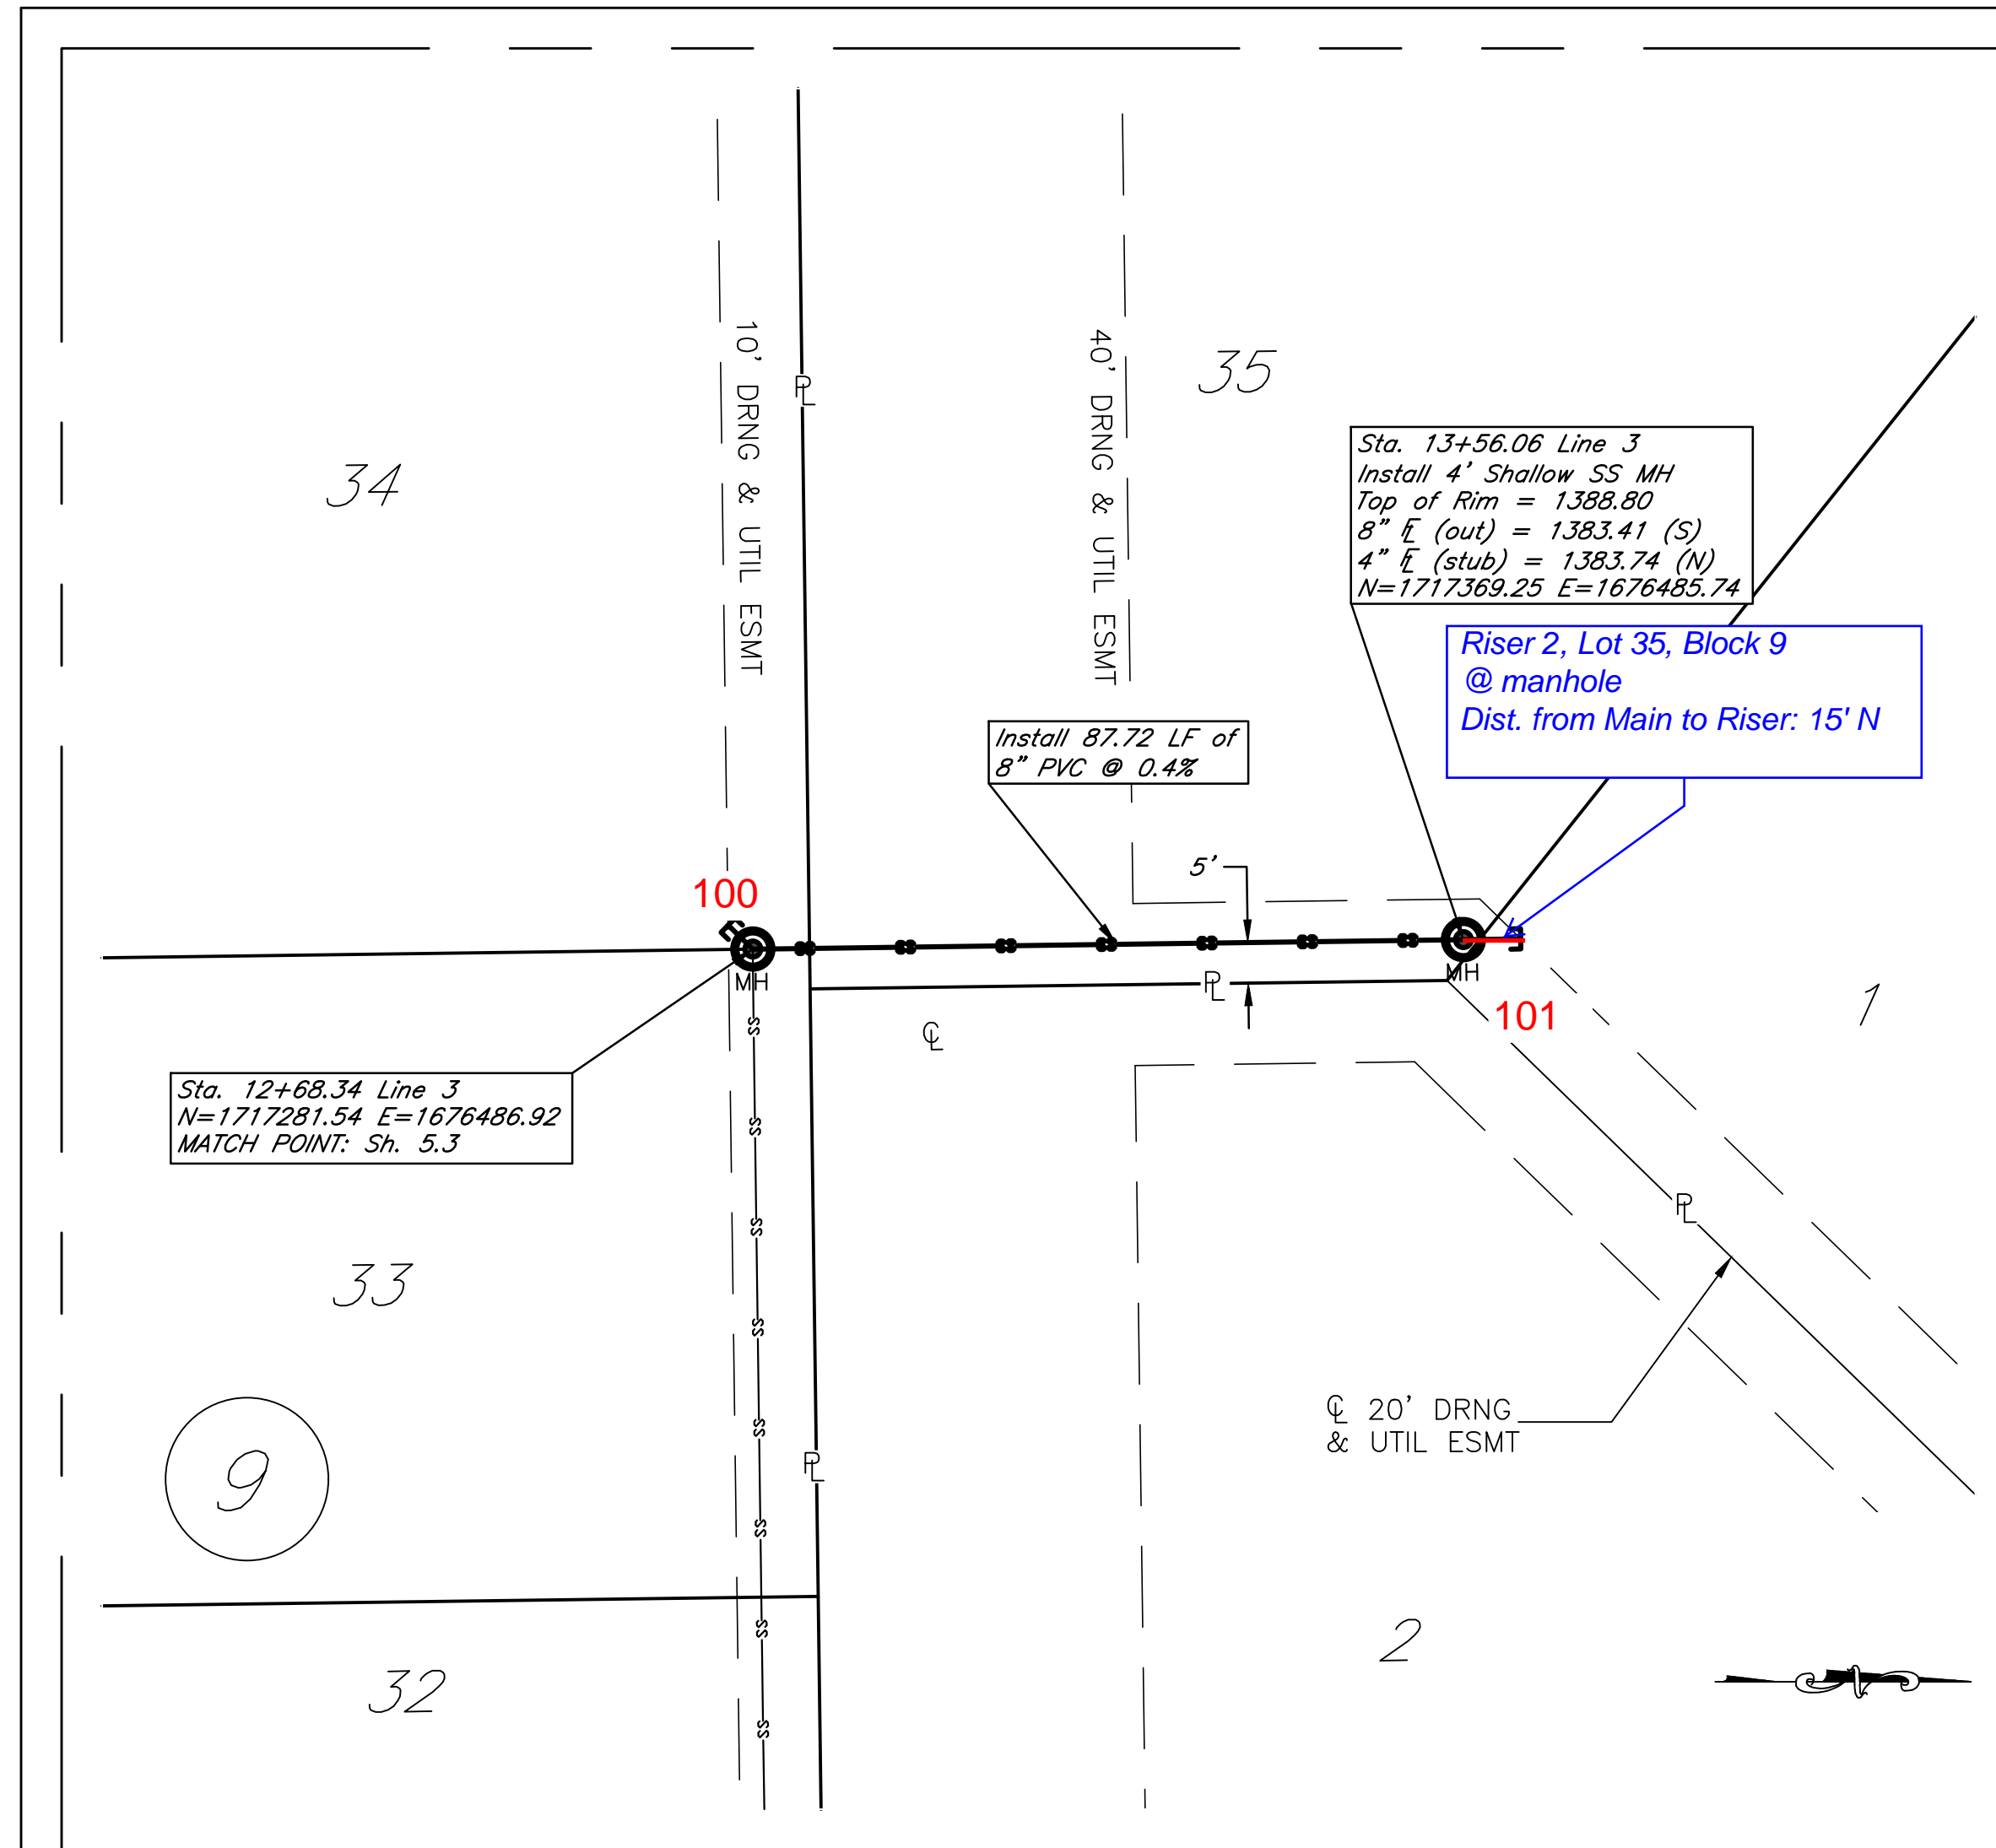 10' DRNG & UTIL ESMT
40' DRNG & UTIL ESMT
PL
34
35
Sta. 13+56.06 Line 3
Install 4' Shallow SS MH
Top of Rim = 1388.80
8" FL (out) = 1383.41 (S)
4" FL (stub) = 1383.74 (N)
N=1717369.25 E=1676485.74
Riser 2, Lot 35, Block 9
@ manhole
Dist. from Main to Riser: 15' N
Install 87.72 LF of
8" PVC @ 0.4%
5'
100
MH
MH
PL
101
1
CL
Sta. 12+68.34 Line 3
N=1717281.54 E=1676486.92
MATCH POINT: Sh. 5.3
SS
SS
SS
SS
SS
SS
SS
SS
PL
33
9
CL 20' DRNG
& UTIL ESMT
PL
32
2